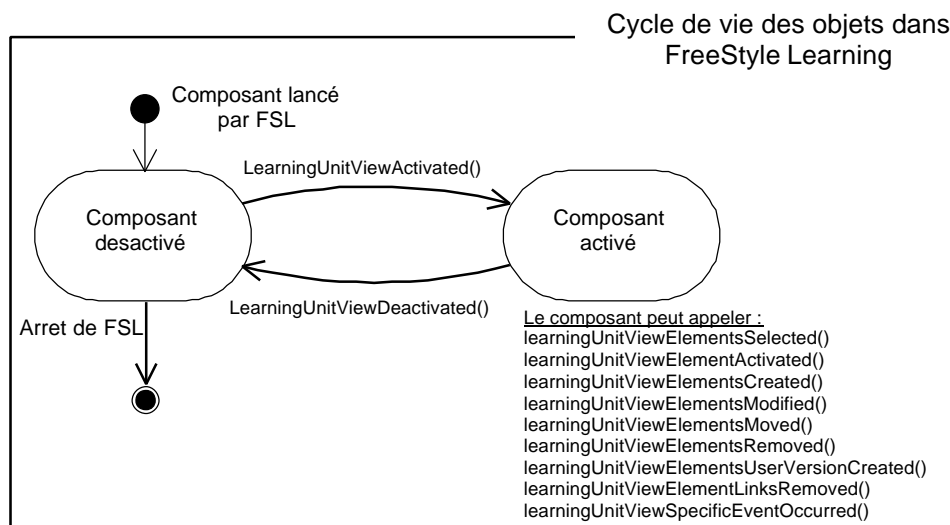 Cycle de vie des objets dans
FreeStyle Learning
Composant lancé
par FSL
LearningUnitViewActivated()
Composant
desactivé
Composant
activé
LearningUnitViewDeactivated()
Arret de FSL
Le composant peut appeler :
learningUnitViewElementsSelected()
learningUnitViewElementActivated()
learningUnitViewElementsCreated()
learningUnitViewElementsModified()
learningUnitViewElementsMoved()
learningUnitViewElementsRemoved()
learningUnitViewElementsUserVersionCreated()
learningUnitViewElementLinksRemoved()
learningUnitViewSpecificEventOccurred()